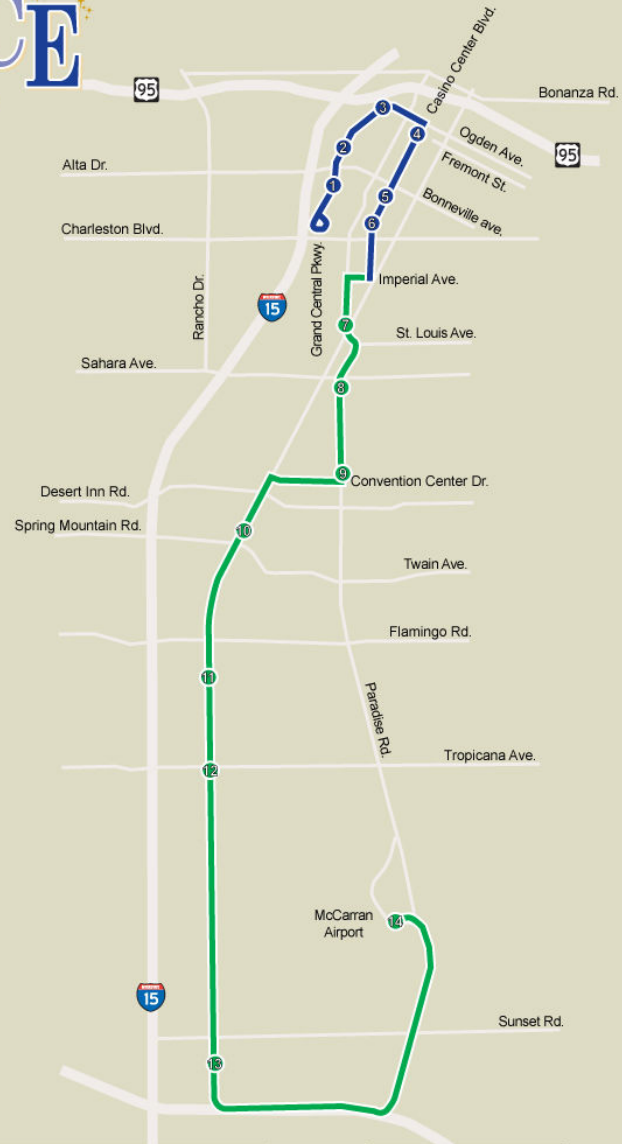 CE
Casino Center Blvd.
95
Bonanza Rd.
3
4
Ogden Ave.
95
2
Fremont St.
Alta Dr.
1
5
Bonneville ave.
6
Charleston Blvd.
Grand Central Pkwy.
Rancho Dr.
Imperial Ave.
15
7
St. Louis Ave.
Sahara Ave.
8
9
Convention Center Dr.
Desert Inn Rd.
Spring Mountain Rd.
10
Twain Ave.
Flamingo Rd.
11
Paradise Rd.
Tropicana Ave.
12
McCarran
Airport
14
15
Sunset Rd.
13